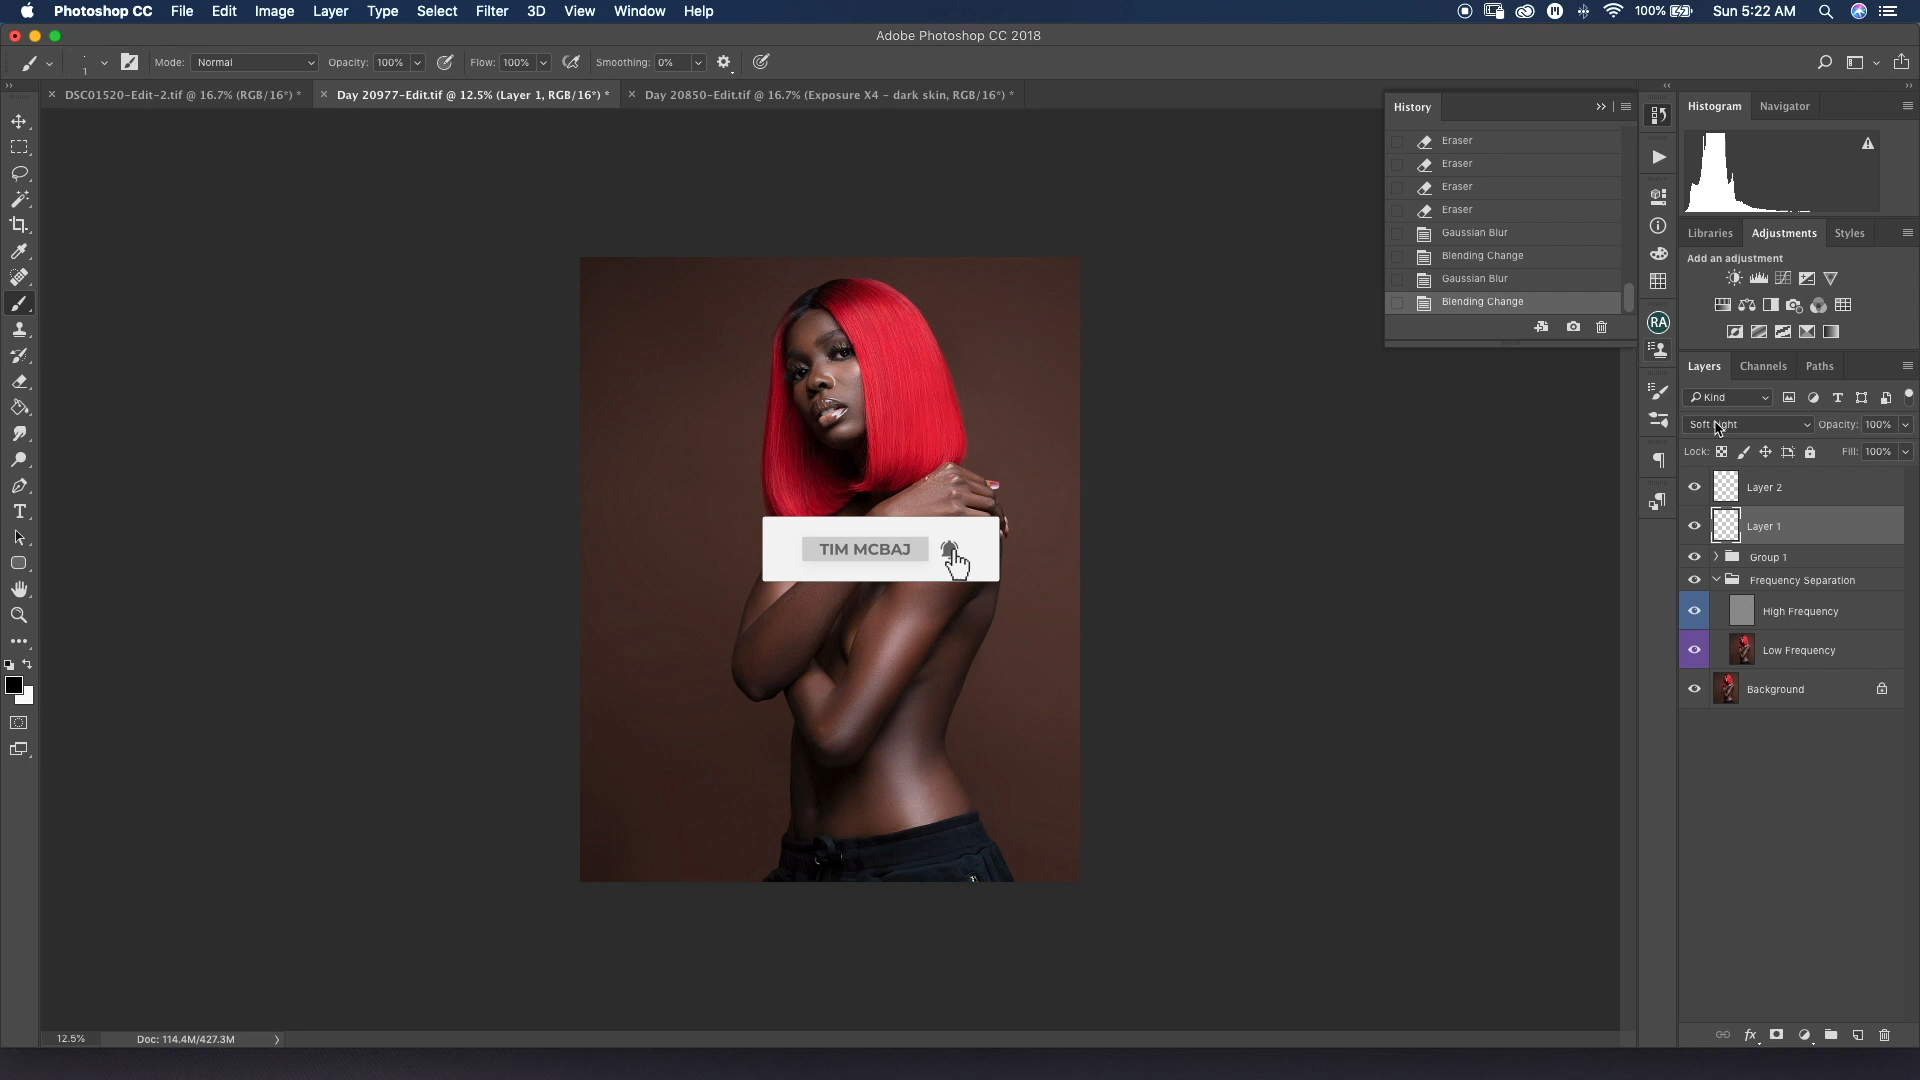 Photoshop CC File Edit Image Layer Type Select Filter 3D View Window Help 100% Sun 5:22 AM
Adobe Photoshop CC 2018
1 Mode: Normal Opacity: 100% Flow: 100% Smoothing: 0%
DSC01520-Edit-2.tif @ 16.7% (RGB/16*) * Day 20977-Edit.tif @ 12.5% (Layer 1, RGB/16*) * Day 20850-Edit.tif @ 16.7% (Exposure X4 - dark skin, RGB/16*) *
History
Eraser
Eraser
Eraser
Eraser
Gaussian Blur
Blending Change
Gaussian Blur
Blending Change
Histogram Navigator
Libraries Adjustments Styles
Add an adjustment
RA
Layers Channels Paths
Kind
Soft Light Opacity: 100%
Lock: Fill: 100%
Layer 2
Layer 1
Group 1
Frequency Separation
High Frequency
Low Frequency
Background
TIM MCBAJ
12.5% Doc: 114.4M/427.3M